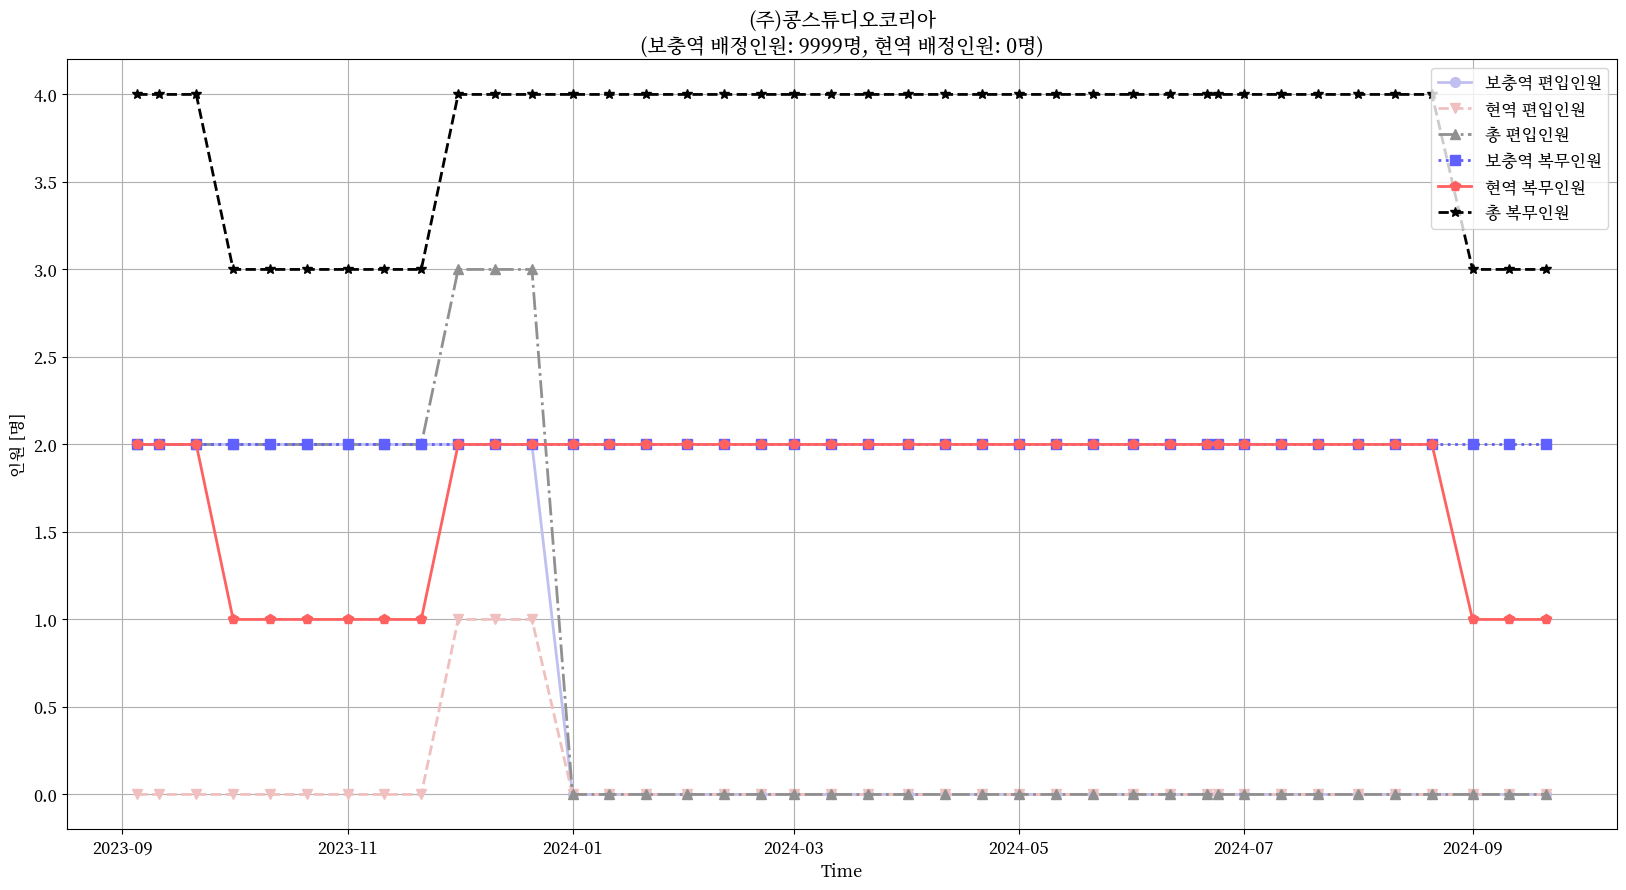 (주)콩스튜디오코리아
(보충역 배정인원: 9999명, 현역 배정인원: 0명)
보충역 편입인원
현역 편입인원
총 편입인원
보충역 복무인원
현역 복무인원
총 복무인원
인원 [명]
4.0
3.5
3.0
2.5
2.0
1.5
1.0
0.5
0.0
2023-09
2023-11
2024-01
2024-03
2024-05
2024-07
2024-09
Time